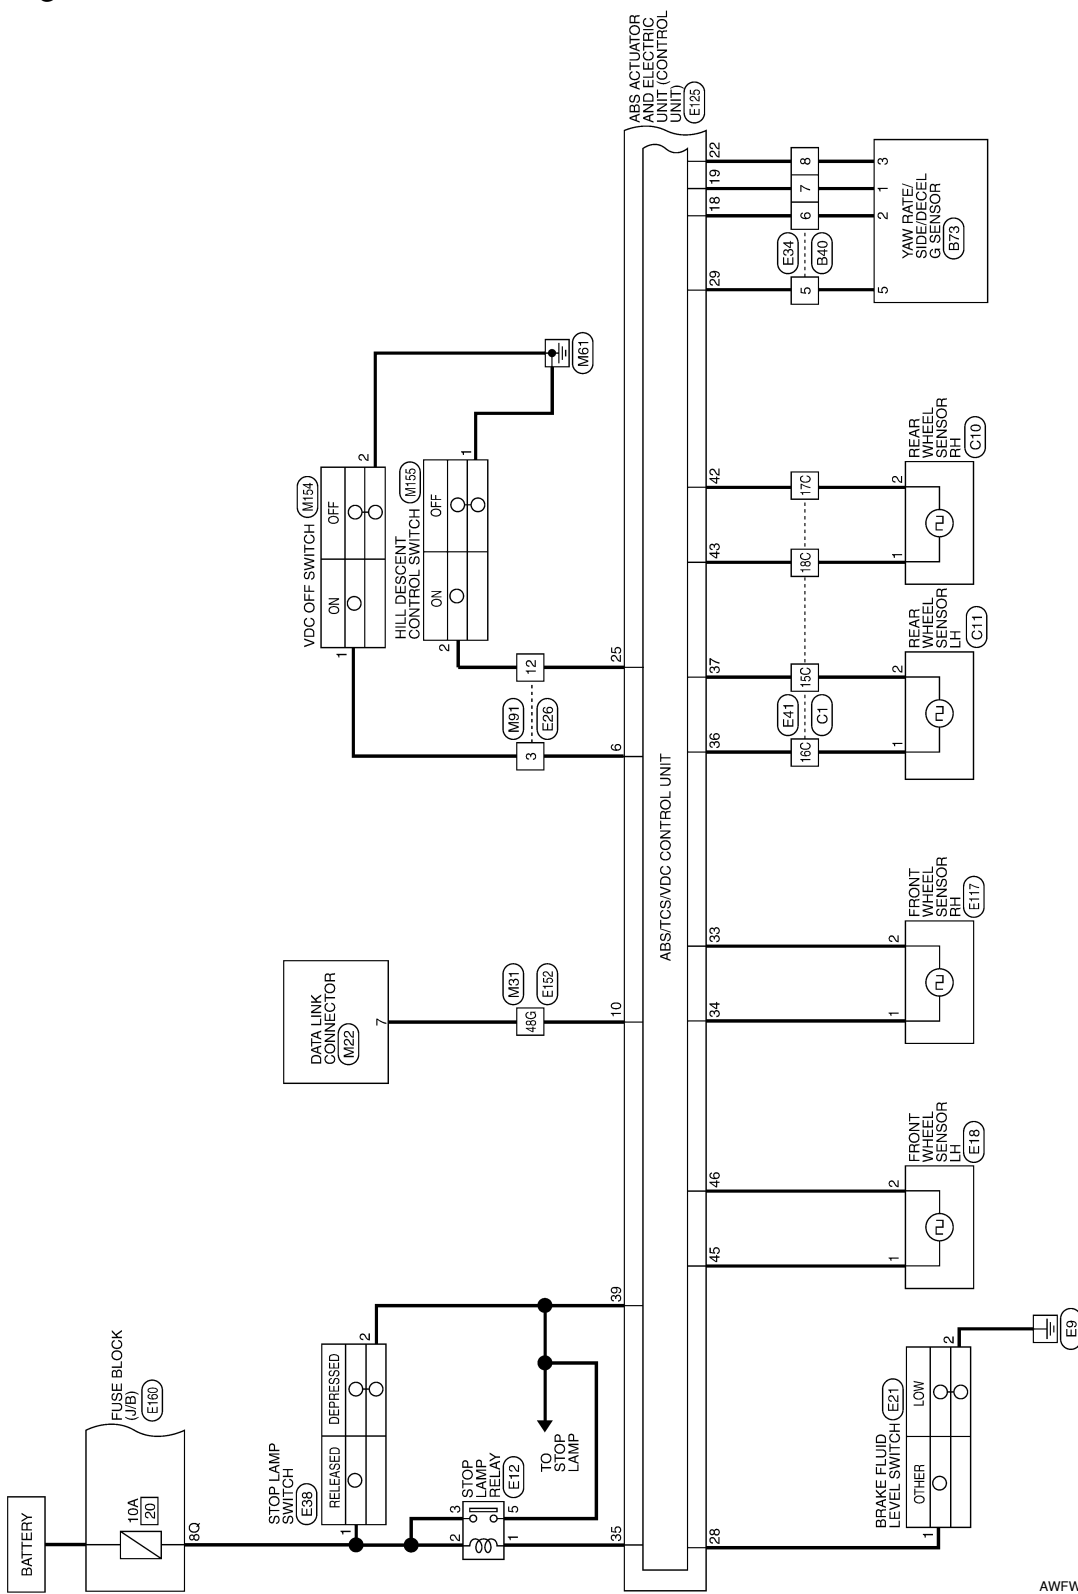 BATTERY
10A
20
8Q
FUSE BLOCK
(J/B)
E160
STOP LAMP
SWITCH
E38
RELEASED
DEPRESSED
1
2
STOP
LAMP
RELAY
E12
3
2
5
1
TO
STOP
LAMP
35
39
DATA LINK
CONNECTOR
M22
7
M31
48G
E152
10
VDC OFF SWITCH
M154
ON
OFF
1
2
HILL DESCENT
CONTROL SWITCH
M155
ON
OFF
2
1
M61
M91
E26
3
12
6
25
ABS ACTUATOR
AND ELECTRIC
UNIT (CONTROL
UNIT)
E125
ABS/TCS/VDC CONTROL UNIT
28
45
46
34
33
36
37
43
42
29
18
19
22
16C
15C
18C
17C
E41
C1
5
6
7
8
E34
B40
BRAKE FLUID
LEVEL SWITCH
E21
OTHER
LOW
1
2
E9
FRONT
WHEEL
SENSOR
LH
E18
1
2
FRONT
WHEEL
SENSOR
RH
E117
1
2
REAR
WHEEL
SENSOR
LH
C11
1
2
REAR
WHEEL
SENSOR
RH
C10
1
2
YAW RATE/
SIDE/DECEL
G SENSOR
B73
5
2
1
3